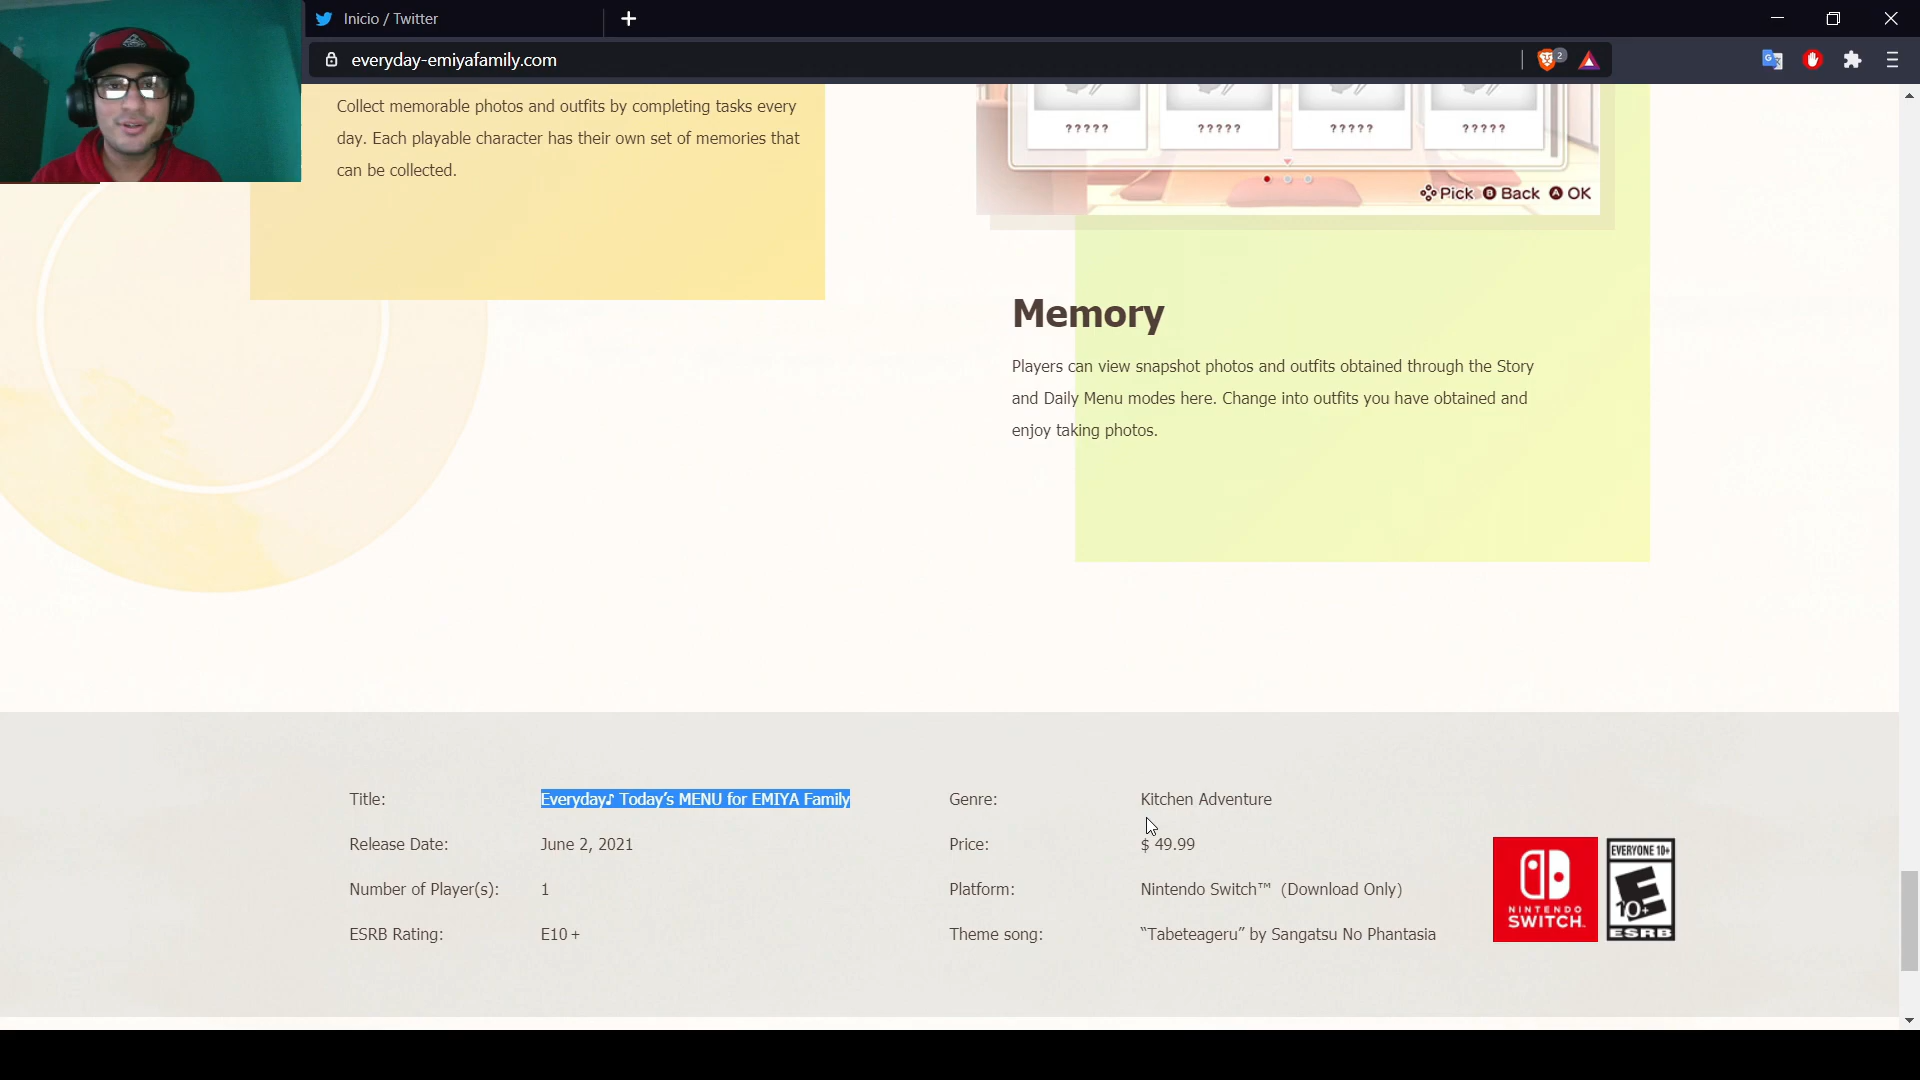 Inicio / Twitter
everyday-emiyafamily.com
2
Collect memorable photos and outfits by completing tasks every
day. Each playable character has their own set of memories that
can be collected.
????? ????? ????? ?????
Pick B Back A OK
Memory
Players can view snapshot photos and outfits obtained through the Story
and Daily Menu modes here. Change into outfits you have obtained and
enjoy taking photos.
Title: Everyday♪ Today’s MENU for EMIYA Family
Release Date: June 2, 2021
Number of Player(s): 1
ESRB Rating: E10 +
Genre: Kitchen Adventure
Price: $ 49.99
Platform: Nintendo Switch™ (Download Only)
Theme song: “Tabeteageru” by Sangatsu No Phantasia
NINTENDO
SWITCH
EVERYONE 10+
E
10+
ESRB